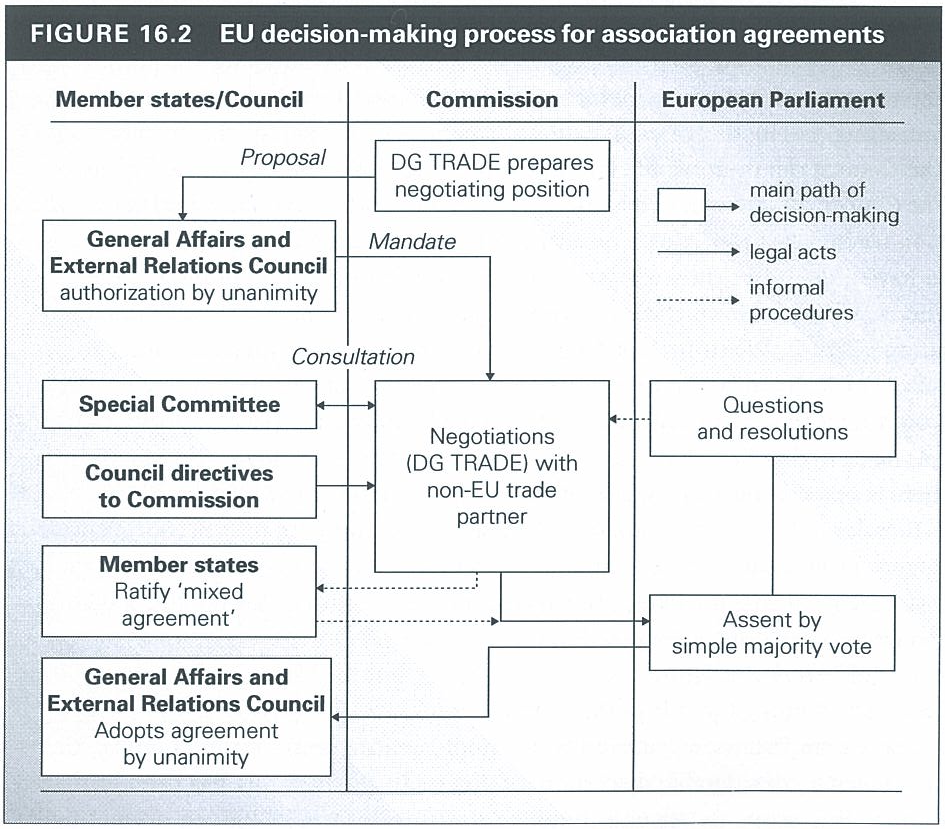 FIGURE 16.2 EU decision-making process for association agreements
Member states/Council
Commission
European Parliament
Proposal
DG TRADE prepares
negotiating position
main path of
decision-making
legal acts
informal
procedures
General Affairs and
External Relations Council
authorization by unanimity
Mandate
Consultation
Special Committee
Negotiations
(DG TRADE) with
non-EU trade
partner
Questions
and resolutions
Council directives
to Commission
Member states
Ratify ‘mixed
agreement’
Assent by
simple majority vote
General Affairs and
External Relations Council
Adopts agreement
by unanimity